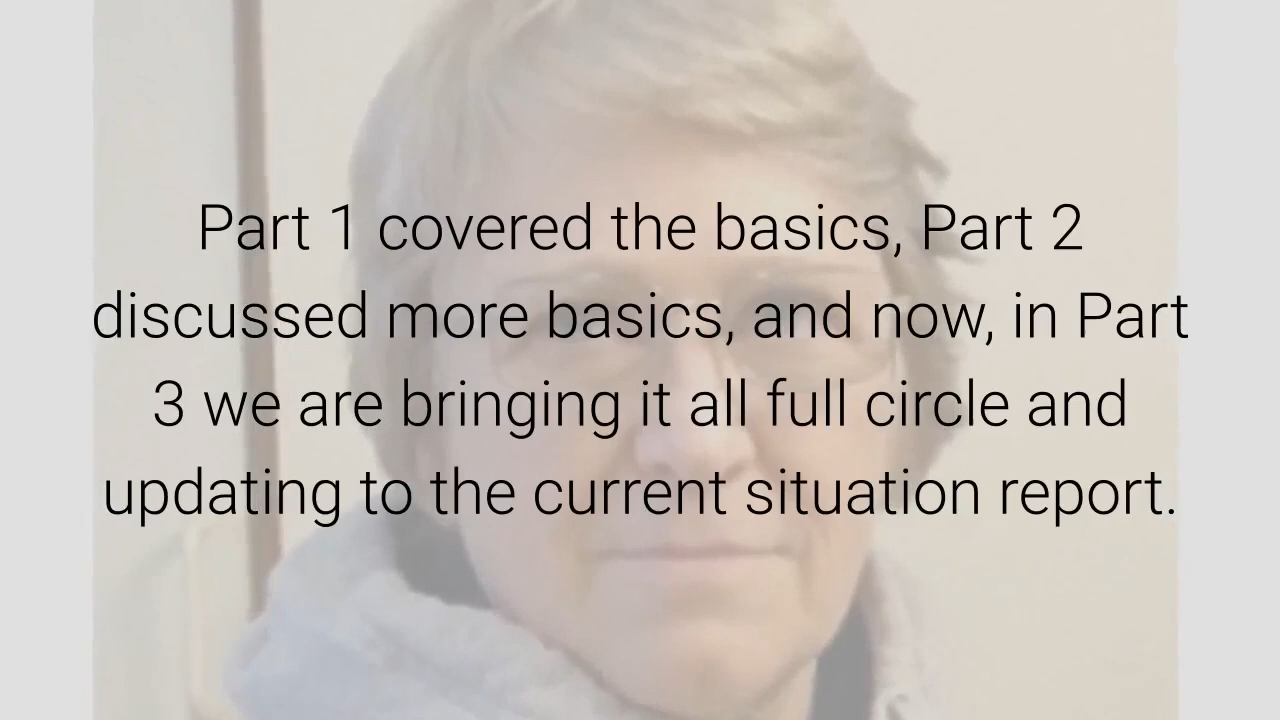 Part 1 covered the basics, Part 2
discussed more basics, and now, in Part
3 we are bringing it all full circle and
updating to the current situation report.